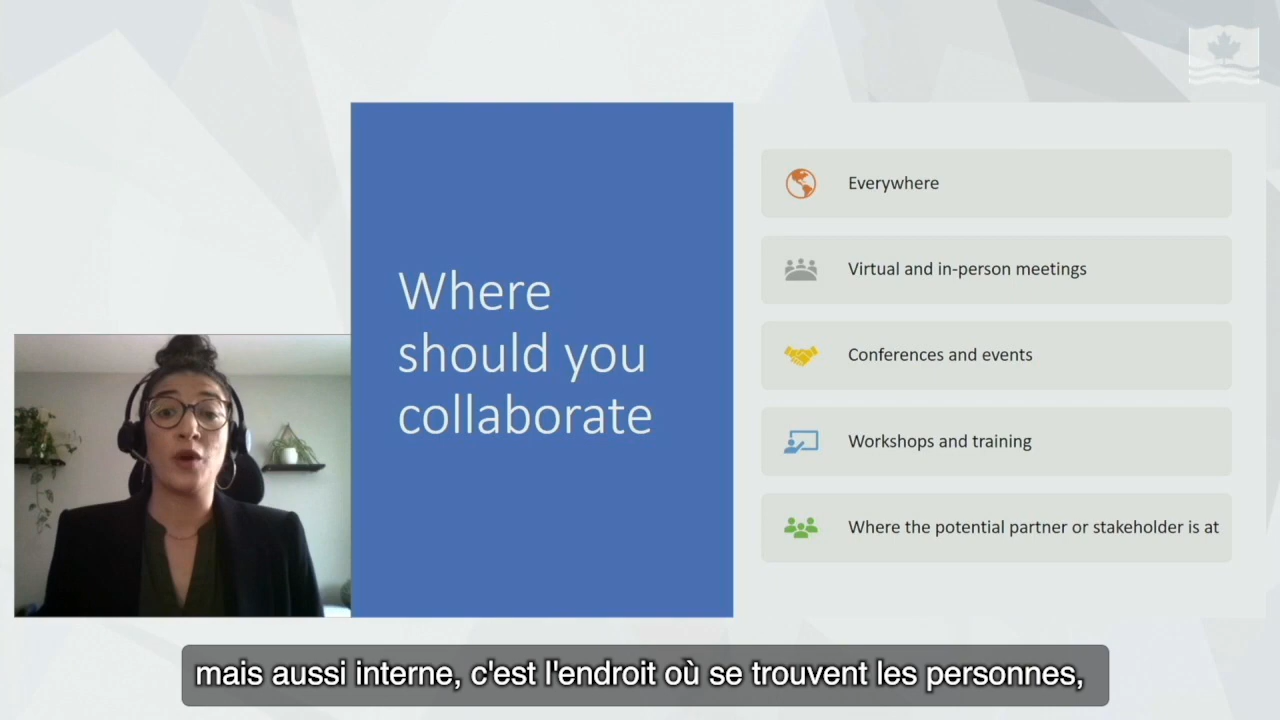 Where
should you
collaborate
Everywhere
Virtual and in-person meetings
Conferences and events
Workshops and training
Where the potential partner or stakeholder is at
mais aussi interne, c'est l'endroit où se trouvent les personnes,